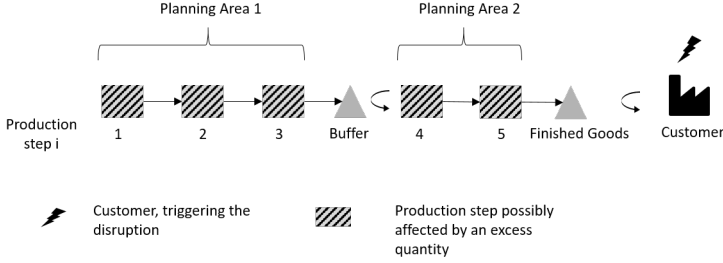 Planning Area 1
Planning Area 2
Production
step i
1
2
3
Buffer
4
5
Finished Goods
Customer
Customer, triggering the
disruption
Production step possibly
affected by an excess
quantity